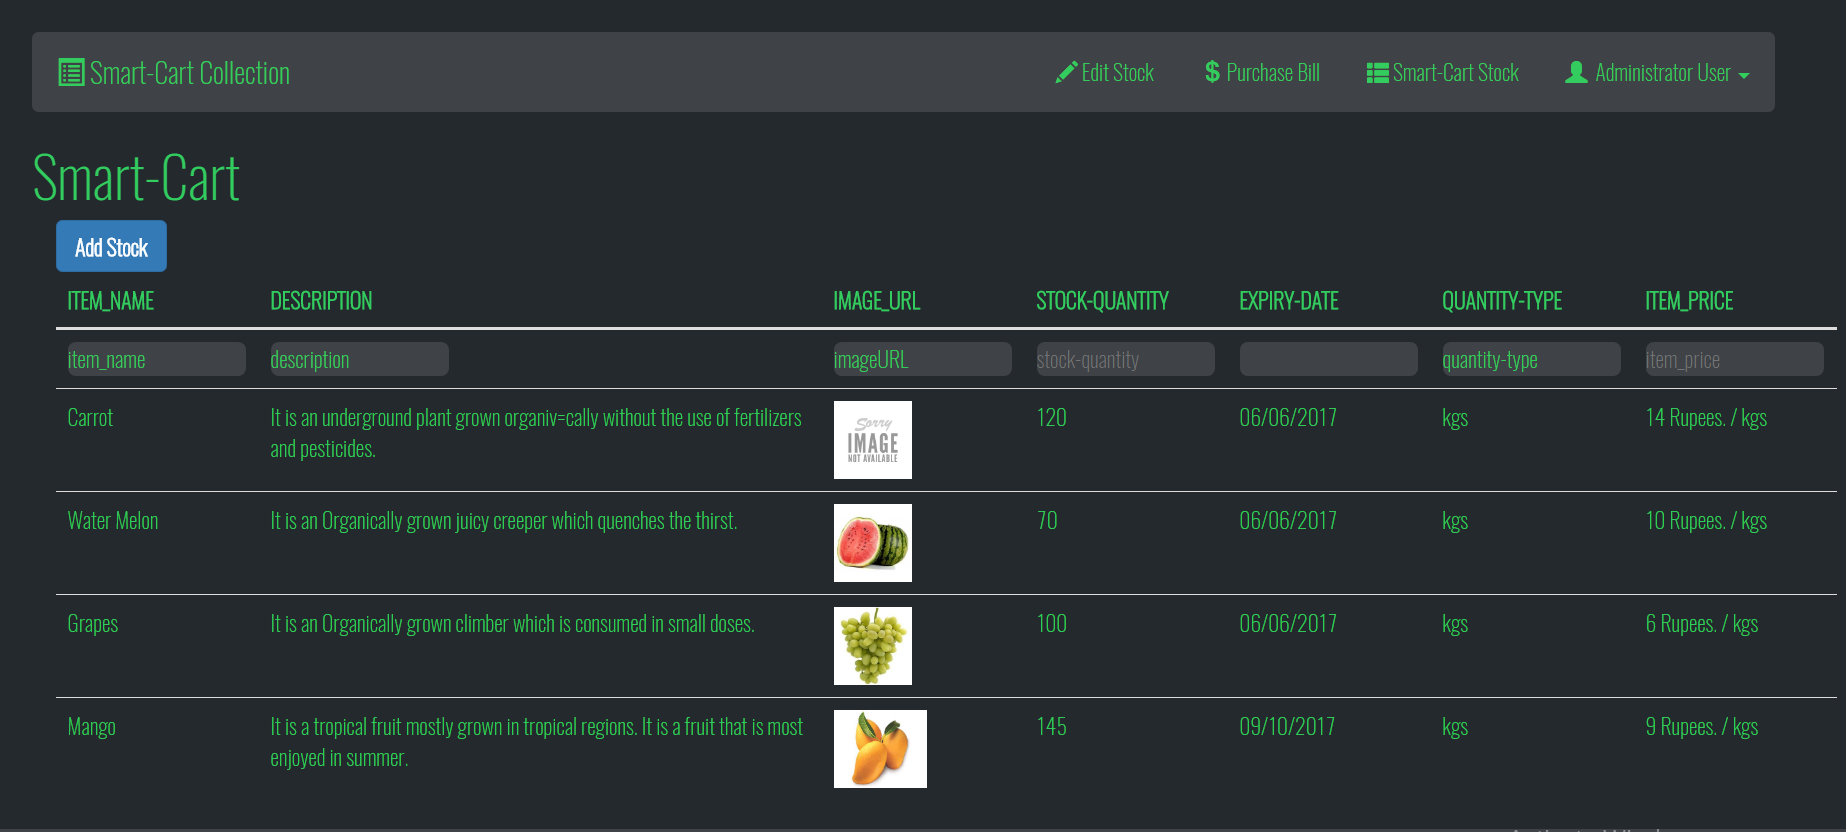 Smart-Cart Collection Edit Stock Purchase Bill Smart-Cart Stock Administrator User
Smart-Cart
Add Stock
ITEM_NAME DESCRIPTION IMAGE_URL STOCK-QUANTITY EXPIRY-DATE QUANTITY-TYPE ITEM_PRICE
item_name description imageURL stock-quantity quantity-type item_price
Carrot It is an underground plant grown organiv=cally without the use of fertilizers 120 06/06/2017 kgs 14 Rupees. / kgs
and pesticides.
Sorry
IMAGE
NOT AVAILABLE
Water Melon It is an Organically grown juicy creeper which quenches the thirst. 70 06/06/2017 kgs 10 Rupees. / kgs
Grapes It is an Organically grown climber which is consumed in small doses. 100 06/06/2017 kgs 6 Rupees. / kgs
Mango It is a tropical fruit mostly grown in tropical regions. It is a fruit that is most 145 09/10/2017 kgs 9 Rupees. / kgs
enjoyed in summer.